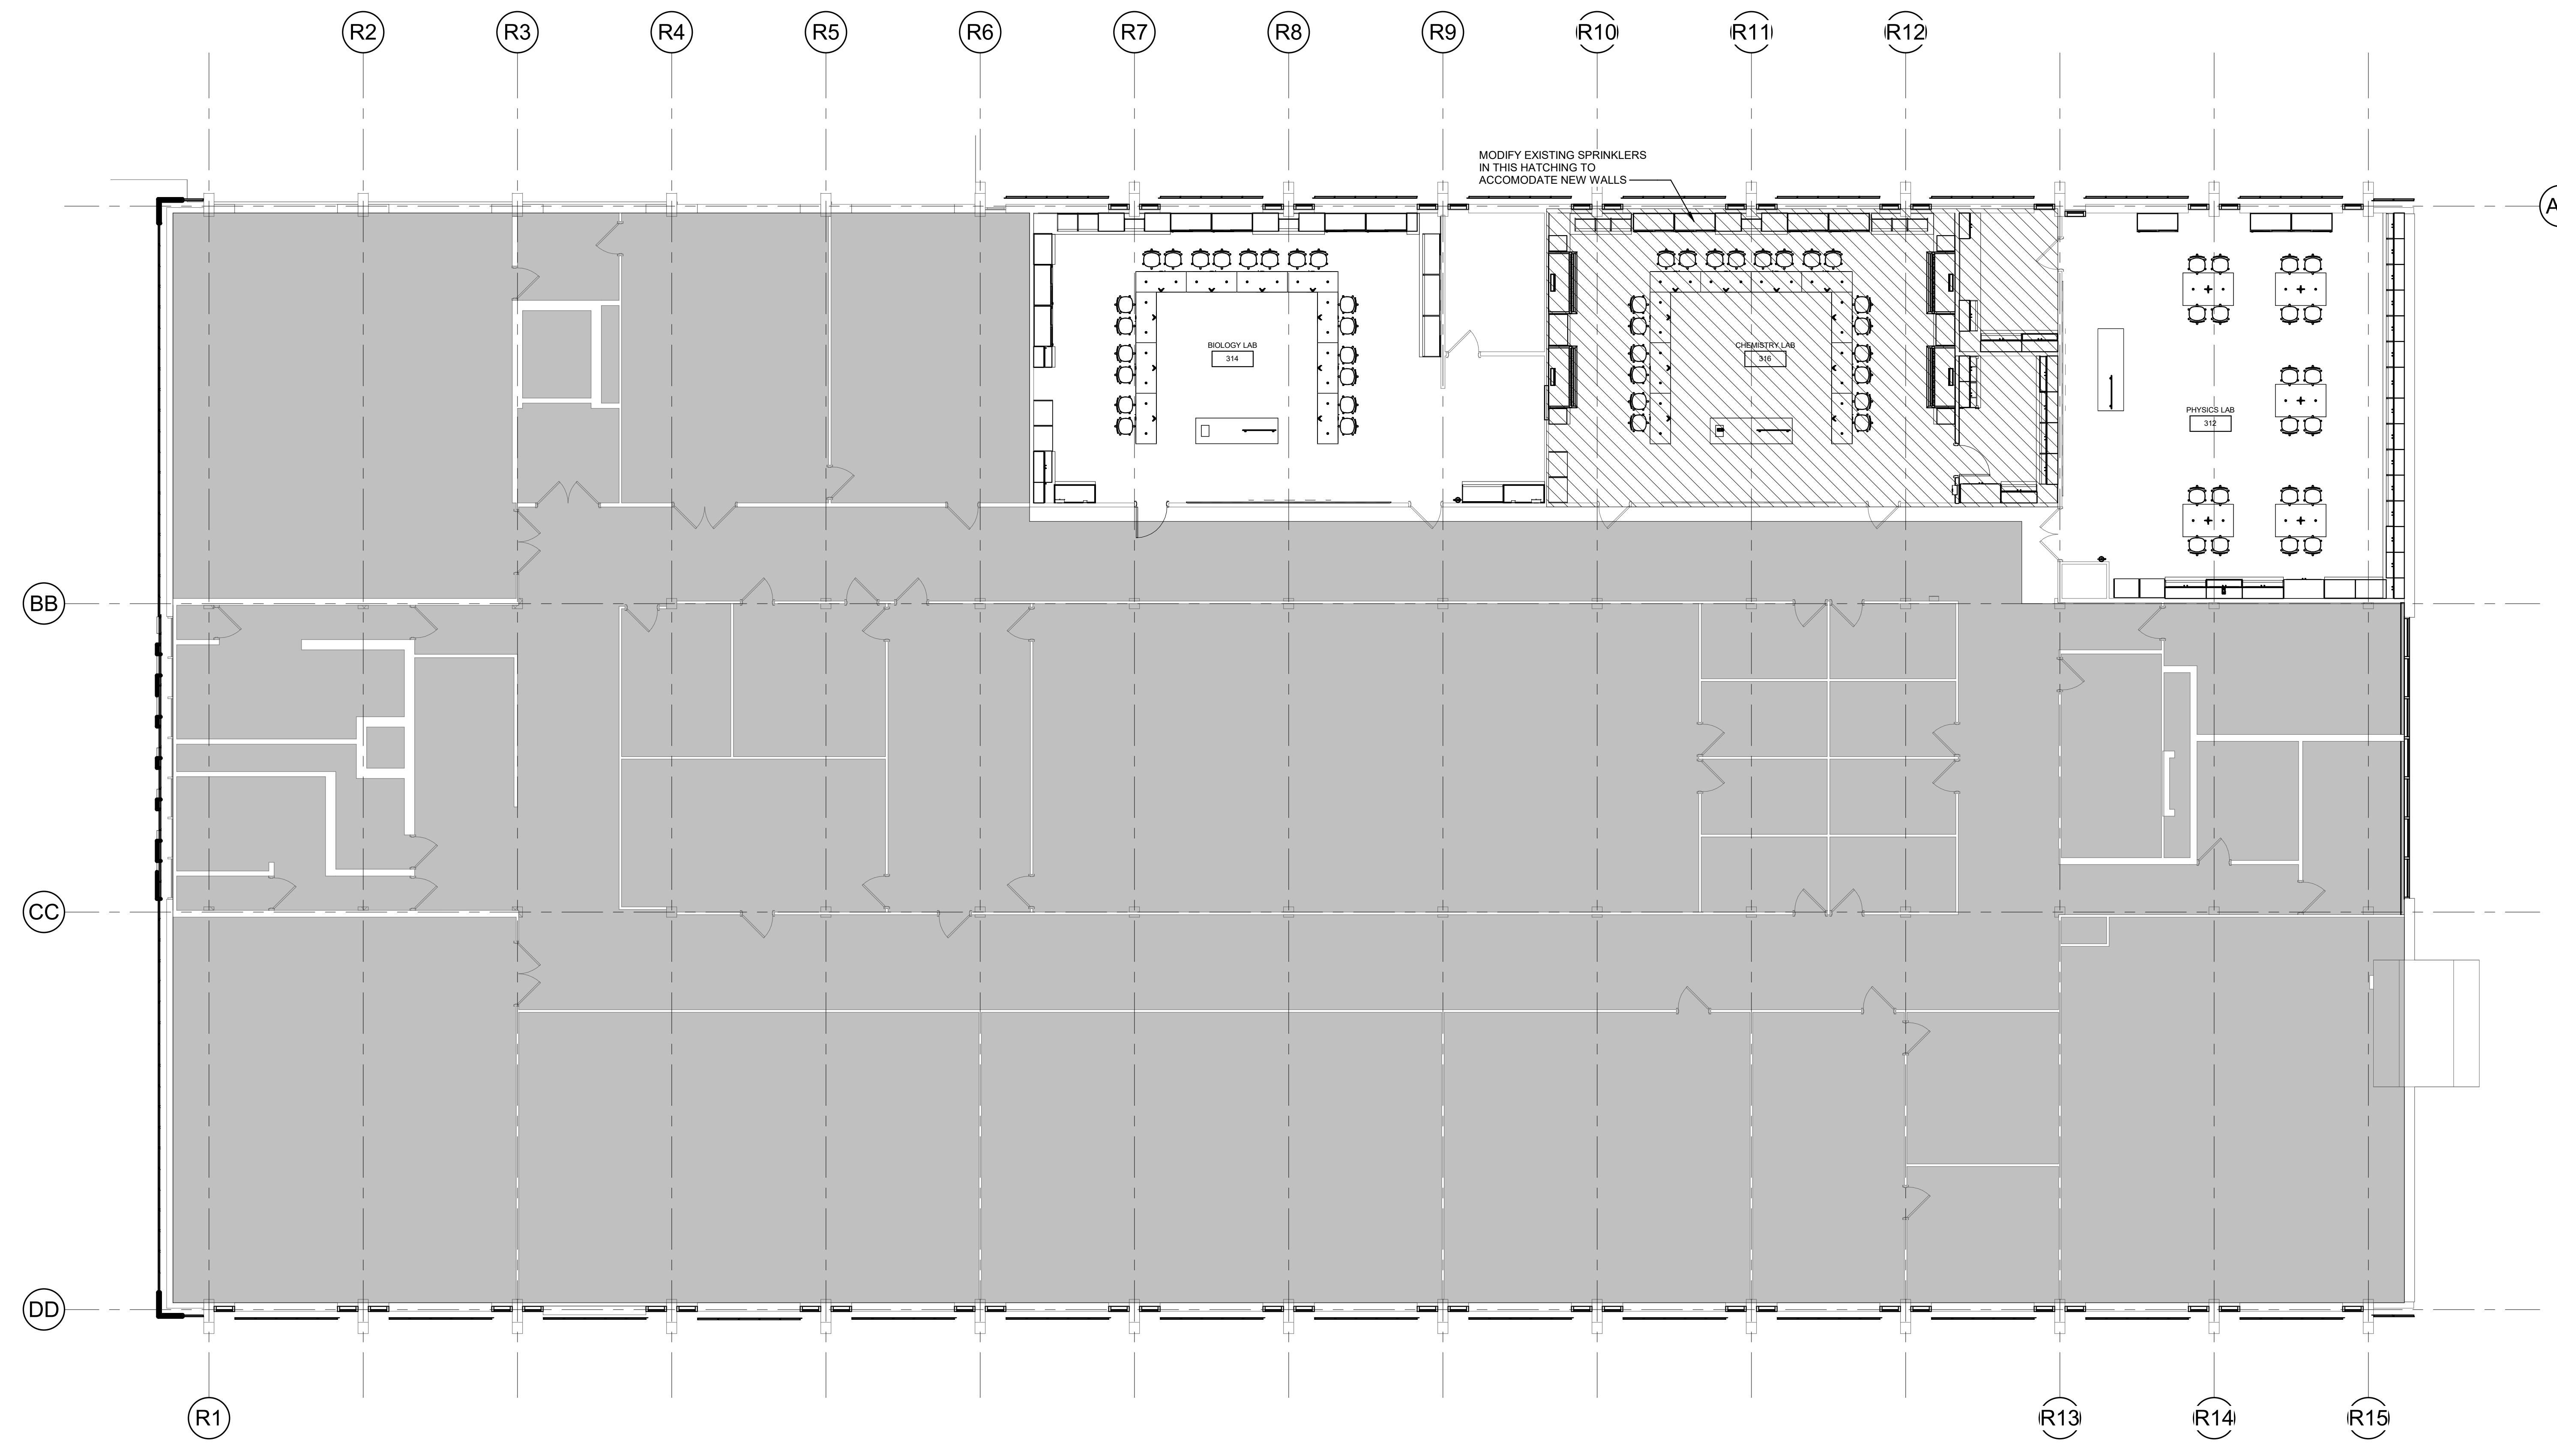 R2
R3
R4
R5
R6
R7
R8
R9
R10
R11
R12
MODIFY EXISTING SPRINKLERS
IN THIS HATCHING TO
ACCOMODATE NEW WALLS
BIOLOGY LAB
314
CHEMISTRY LAB
316
PHYSICS LAB
312
BB
CC
DD
R1
R13
R14
R15